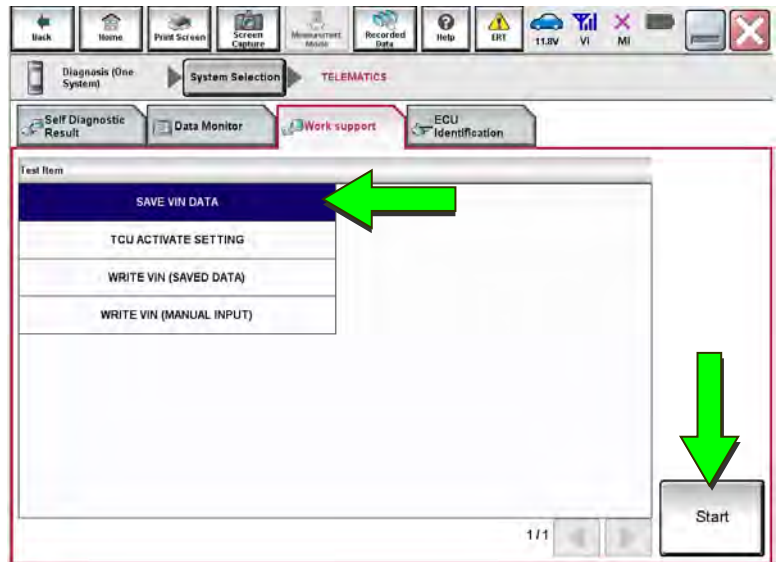 Back
Home
Print Screen
Screen
Capture
Measurement
Mode
Recorded
Data
Help
ERT
11.8V
VI
MI
Diagnosis (One
System)
System Selection
TELEMATICS
Self Diagnostic
Result
Data Monitor
Work support
ECU
Identification
Test Item
SAVE VIN DATA
TCU ACTIVATE SETTING
WRITE VIN (SAVED DATA)
WRITE VIN (MANUAL INPUT)
1/1
Start